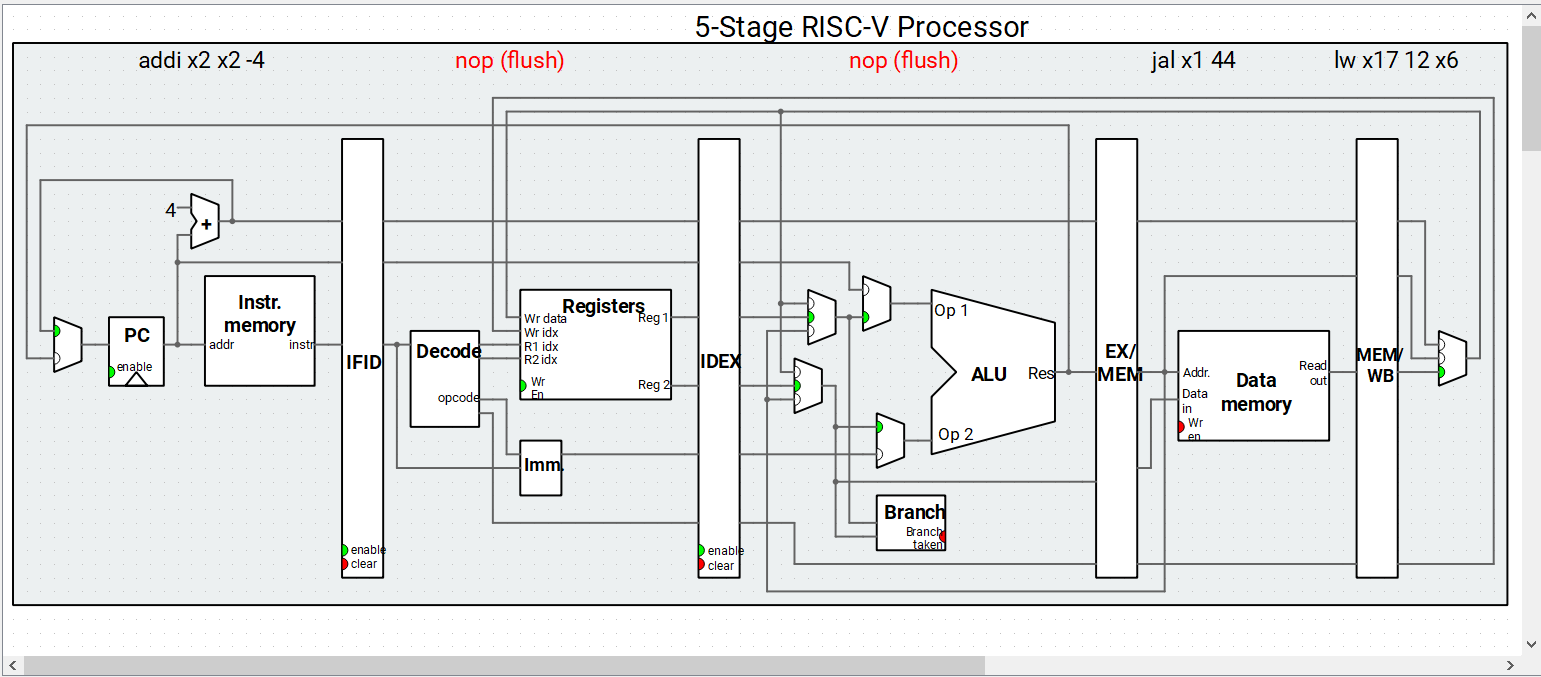 5-Stage RISC-V Processor
addi x2 x2 -4
nop (flush)
nop (flush)
jal x1 44
lw x17 12 x6
4
+
PC
enable
Instr.
memory
addr
instr
IFID
enable
clear
Decode
opcode
Registers
Wr data
Wr idx
R1 idx
R2 idx
Wr
En
Reg 1
Reg 2
Imm.
IDEX
enable
clear
Op 1
ALU
Res
Op 2
Branch
Branch
taken
EX/
MEM
Addr.
Data
in
Wr
en
Data
memory
Read
out
MEM/
WB